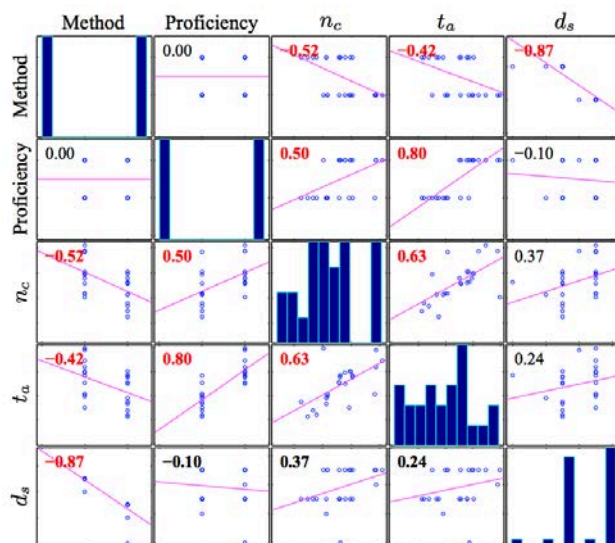 Method Proficiency n_c t_a d_s
Method 0.00 −0.52 −0.42 −0.87
Proficiency 0.00 0.50 0.80 −0.10
n_c −0.52 0.50 0.63 0.37
t_a −0.42 0.80 0.63 0.24
d_s −0.87 −0.10 0.37 0.24